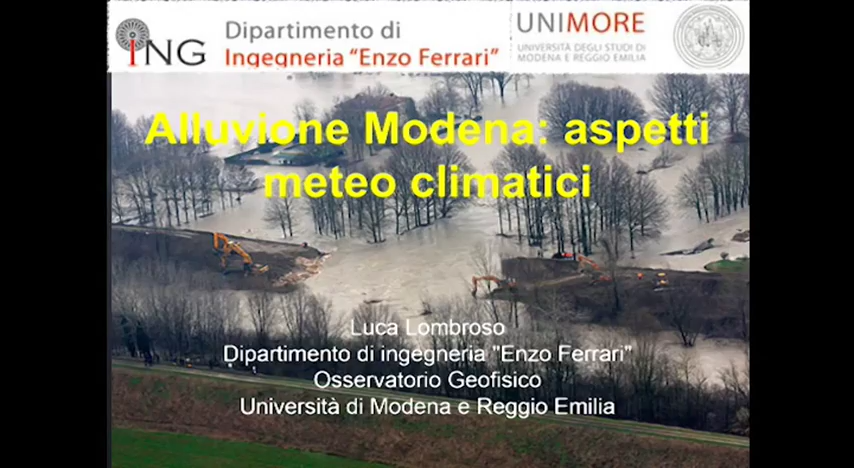 ING
Dipartimento di
Ingegneria "Enzo Ferrari"
UNIMORE
UNIVERSITÀ DEGLI STUDI DI
MODENA E REGGIO EMILIA
Alluvione Modena: aspetti
meteo climatici
Luca Lombroso
Dipartimento di ingegneria "Enzo Ferrari"
Osservatorio Geofisico
Università di Modena e Reggio Emilia